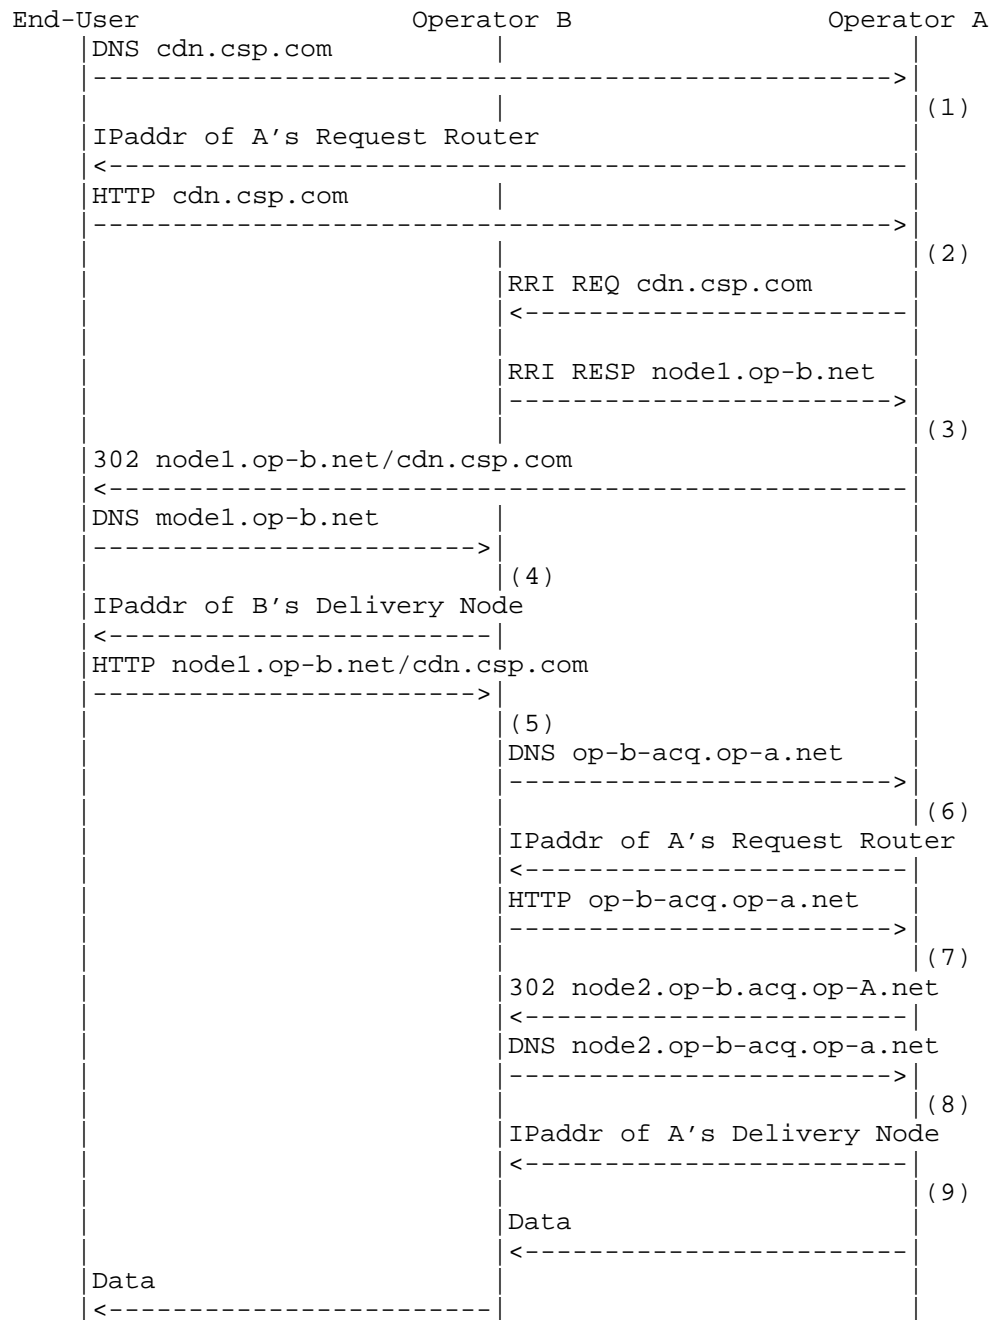 End-User Operator B Operator A
DNS cdn.csp.com
(1)
IPaddr of A's Request Router
HTTP cdn.csp.com
(2)
RRI REQ cdn.csp.com
RRI RESP node1.op-b.net
(3)
302 node1.op-b.net/cdn.csp.com
DNS mode1.op-b.net
(4)
IPaddr of B's Delivery Node
HTTP node1.op-b.net/cdn.csp.com
(5)
DNS op-b-acq.op-a.net
(6)
IPaddr of A's Request Router
HTTP op-b-acq.op-a.net
(7)
302 node2.op-b.acq.op-A.net
DNS node2.op-b-acq.op-a.net
(8)
IPaddr of A's Delivery Node
(9)
Data
Data